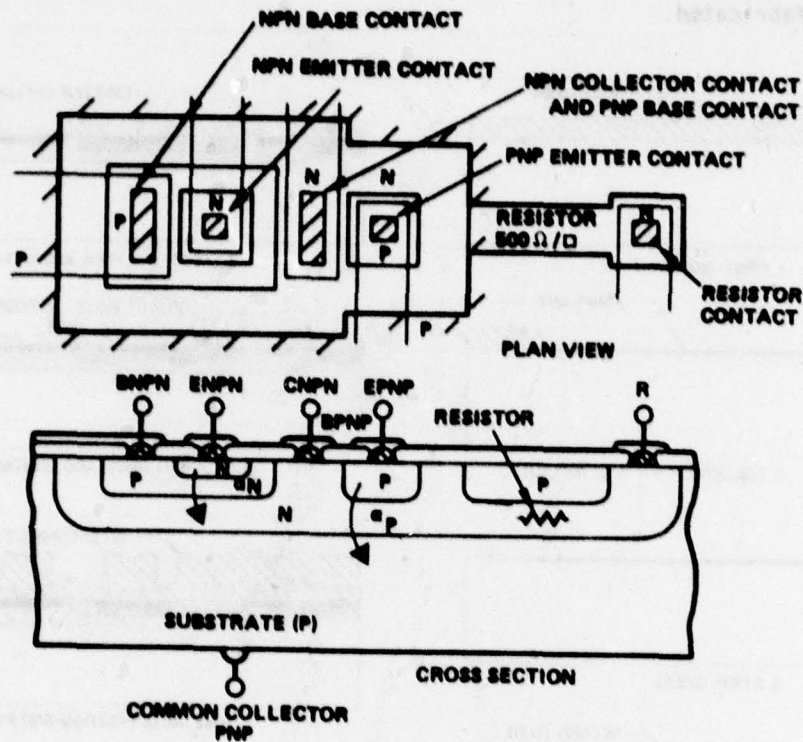 fabricated.
NPN BASE CONTACT
NPN EMITTER CONTACT
NPN COLLECTOR CONTACT
AND PNP BASE CONTACT
PNP EMITTER CONTACT
P
N
N
N
P
P
P
RESISTOR
500 Ω/□
N
RESISTOR
CONTACT
PLAN VIEW
BNPN
ENPN
CNPN
EPNP
BPNP
RESISTOR
R
P
N
αN
N
P
αP
P
SUBSTRATE (P)
CROSS SECTION
COMMON COLLECTOR
PNP